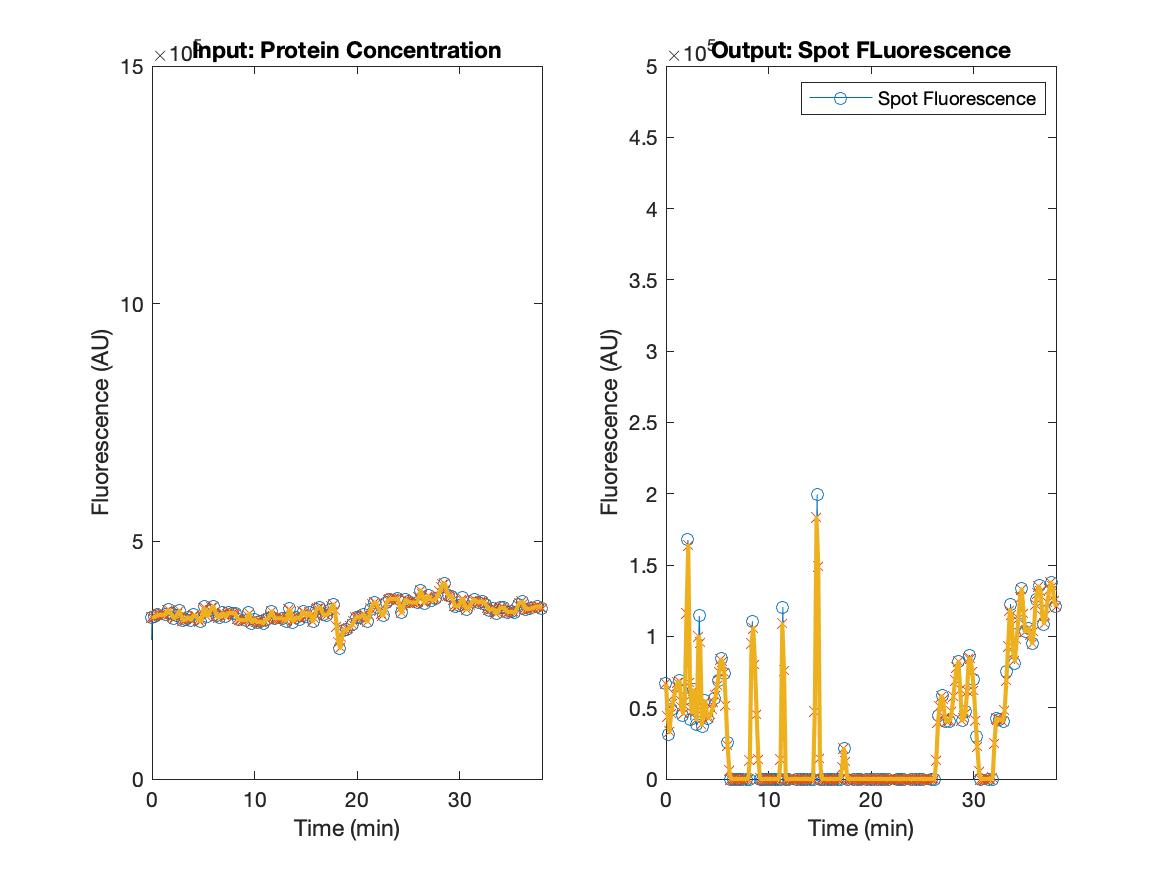 ×10⁵ Input: Protein Concentration
15
10
5
0
Fluorescence (AU)
0 10 20 30
Time (min)
×10⁵ Output: Spot FLuorescence
Spot Fluorescence
5
4.5
4
3.5
3
2.5
2
1.5
1
0.5
0
Fluorescence (AU)
0 10 20 30
Time (min)